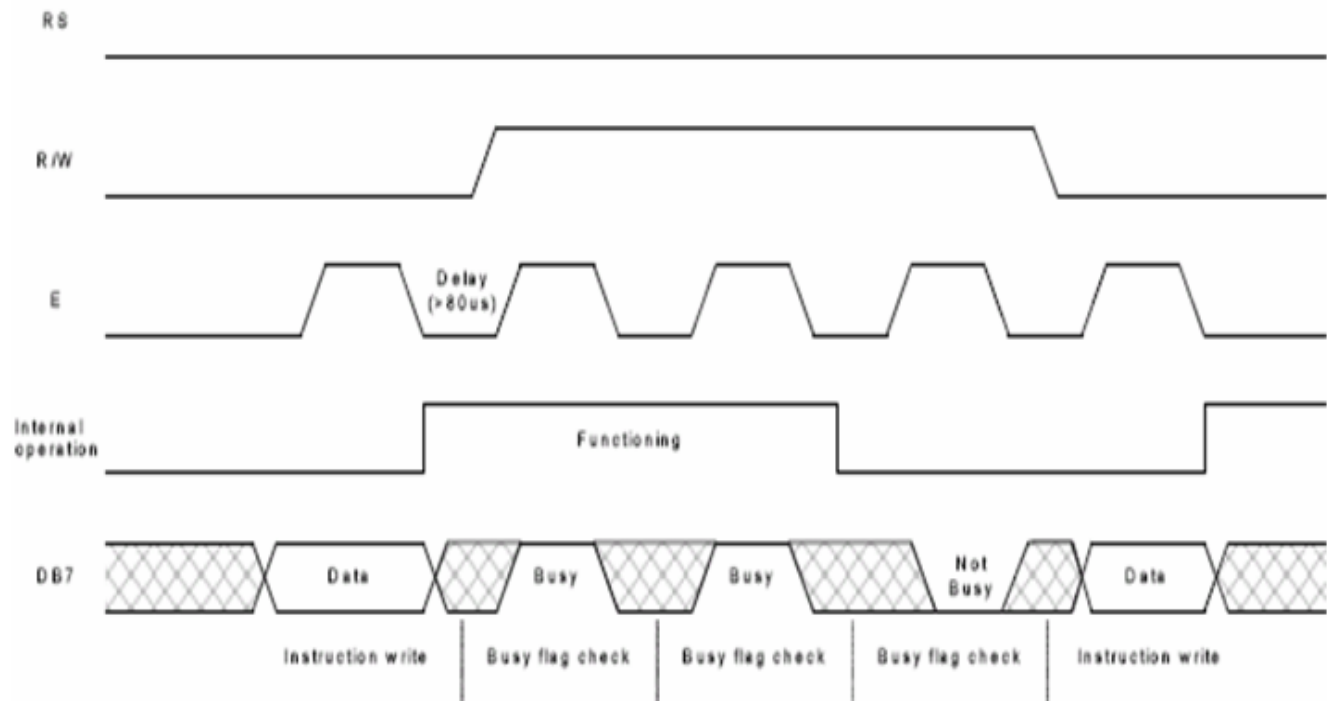 RS
R/W
E
Delay
(>80us)
Internal
operation
Functioning
DB7
Data
Busy
Busy
Not
Busy
Data
Instruction write
Busy flag check
Busy flag check
Busy flag check
Instruction write